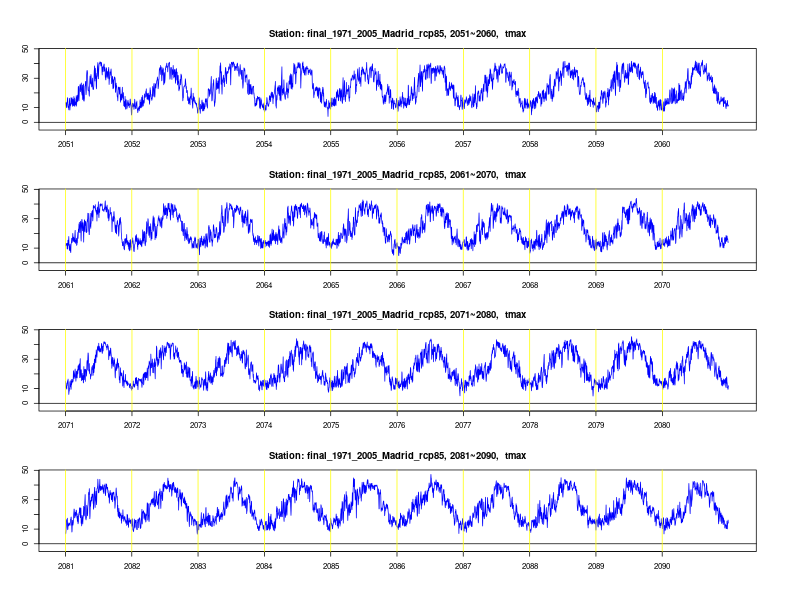 Station: final_1971_2005_Madrid_rcp85, 2051~2060, tmax
50
30
10
0
2051 2052 2053 2054 2055 2056 2057 2058 2059 2060
Station: final_1971_2005_Madrid_rcp85, 2061~2070, tmax
50
30
10
0
2061 2062 2063 2064 2065 2066 2067 2068 2069 2070
Station: final_1971_2005_Madrid_rcp85, 2071~2080, tmax
50
30
10
0
2071 2072 2073 2074 2075 2076 2077 2078 2079 2080
Station: final_1971_2005_Madrid_rcp85, 2081~2090, tmax
50
30
10
0
2081 2082 2083 2084 2085 2086 2087 2088 2089 2090